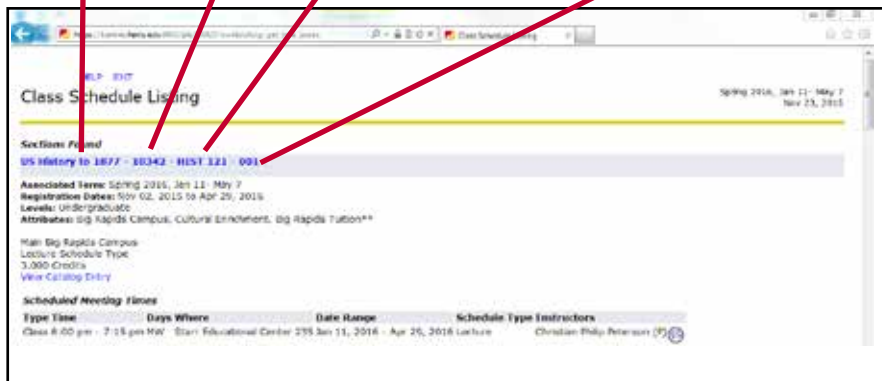 Class Schedule Listing
HELP EXIT
Class Schedule Listing
Spring 2016, Jan 11- May 7
Nov 23, 2015
Sections Found
US History to 1877 - 10342 - HIST 121 - 001
Associated Term: Spring 2016, Jan 11- May 7
Registration Dates: Nov 02, 2015 to Apr 29, 2016
Levels: Undergraduate
Attributes: Big Rapids Campus, Cultural Enrichment, Big Rapids Tuition**
Main Big Rapids Campus
Lecture Schedule Type
3.000 Credits
View Catalog Entry
Scheduled Meeting Times
Type Time Days Where Date Range Schedule Type Instructors
Class 6:00 pm - 7:15 pm MW Starr Educational Center 235 Jan 11, 2016 - Apr 29, 2016 Lecture Christian Philip Peterson (P)